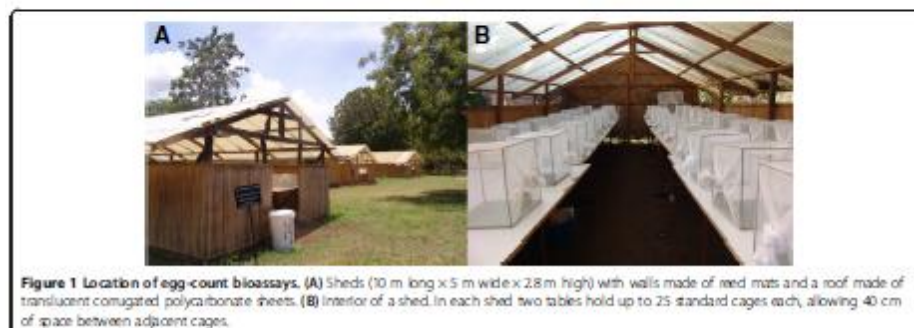 A
B
Figure 1 Location of egg-count bioassays. (A) Sheds (10 m long × 5 m wide × 2.8 m high) with walls made of reed mats and a roof made of
translucent corrugated polycarbonate sheets. (B) Interior of a shed. In each shed two tables hold up to 25 standard cages each, allowing 40 cm
of space between adjacent cages.